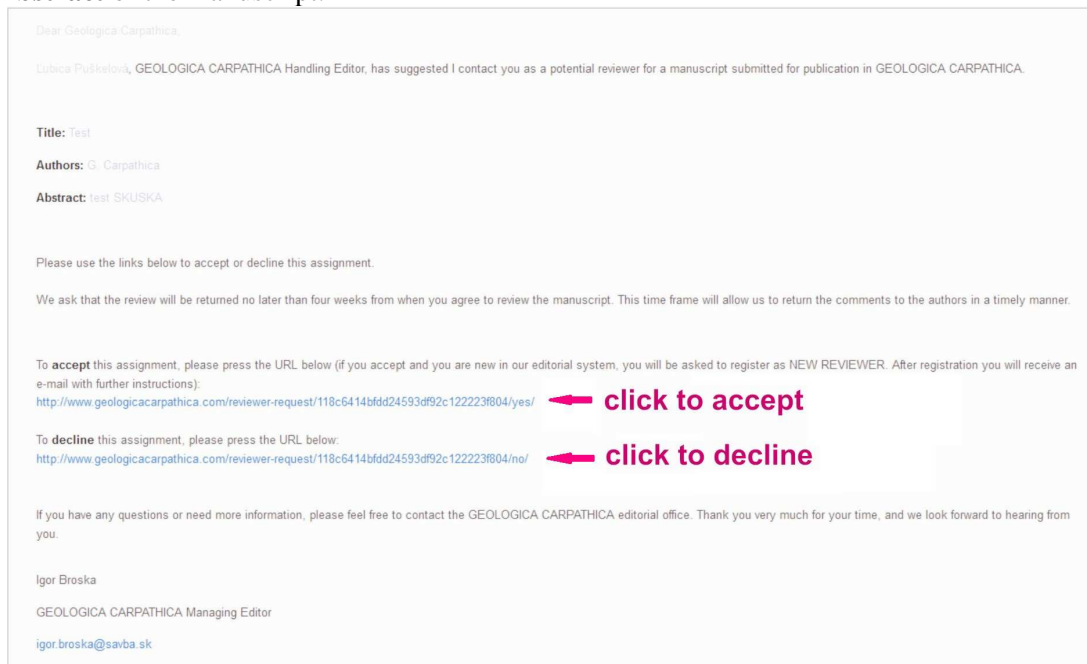 Dear Geologica Carpathica,
Ľubica Puškelová, GEOLOGICA CARPATHICA Handling Editor, has suggested I contact you as a potential reviewer for a manuscript submitted for publication in GEOLOGICA CARPATHICA.
Title: Test
Authors: G. Carpathica
Abstract: test SKUSKA
Please use the links below to accept or decline this assignment.
We ask that the review will be returned no later than four weeks from when you agree to review the manuscript. This time frame will allow us to return the comments to the authors in a timely manner.
To accept this assignment, please press the URL below (if you accept and you are new in our editorial system, you will be asked to register as NEW REVIEWER. After registration you will receive an
e-mail with further instructions):
http://www.geologicacarpathica.com/reviewer-request/118c6414bfdd24593df92c122223f804/yes/ click to accept
To decline this assignment, please press the URL below:
http://www.geologicacarpathica.com/reviewer-request/118c6414bfdd24593df92c122223f804/no/ click to decline
If you have any questions or need more information, please feel free to contact the GEOLOGICA CARPATHICA editorial office. Thank you very much for your time, and we look forward to hearing from
you.
Igor Broska
GEOLOGICA CARPATHICA Managing Editor
igor.broska@savba.sk